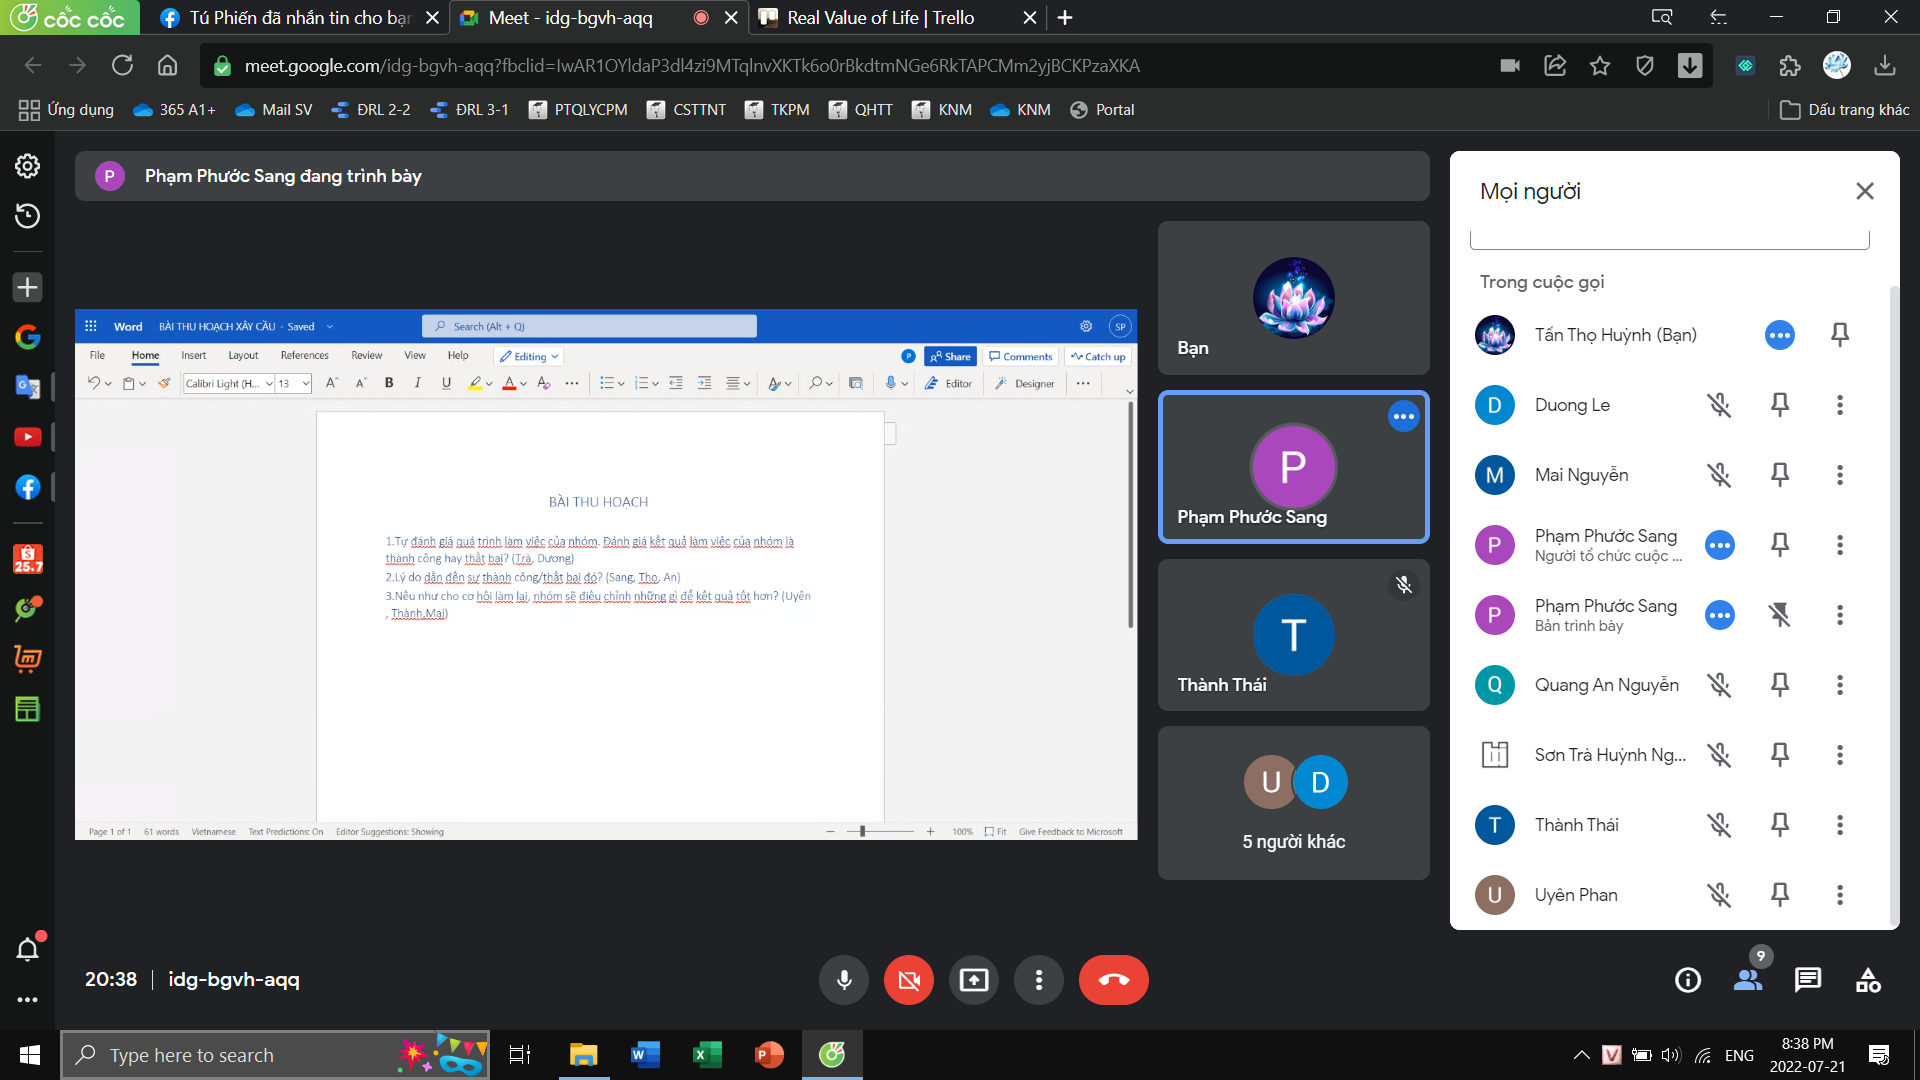 cốc cốc
Tú Phiến đã nhắn tin cho bạn
Meet - idg-bgvh-aqq
Real Value of Life | Trello
meet.google.com/idg-bgvh-aqq?fbclid=IwAR1OYldaP3dl4zi9MTqlnvXKTk6o0rBkdtmNGe6RkTAPCMm2yjBCKPzaXKA
Ứng dụng
365 A1+
Mail SV
ĐRL 2-2
ĐRL 3-1
PTQLYCPM
CSTTNT
TKPM
QHTT
KNM
KNM
Portal
Dấu trang khác
P
Phạm Phước Sang đang trình bày
Word
BÀI THU HOẠCH XÂY CẦU - Saved
Search (Alt + Q)
SP
File
Home
Insert
Layout
References
Review
View
Help
Editing
P
Share
Comments
Catch up
Calibri Light (H...
13
B
I
U
Editor
Designer
BÀI THU HOẠCH
1.Tự đánh giá quá trình làm việc của nhóm. Đánh giá kết quả làm việc của nhóm là
thành công hay thất bại? (Trà, Dương)
2.Lý do dẫn đến sự thành công/thất bại đó? (Sang, Thọ, An)
3.Nếu như cho cơ hội làm lại, nhóm sẽ điều chỉnh những gì để kết quả tốt hơn? (Uyên
, Thành,Mai)
Page 1 of 1
61 words
Vietnamese
Text Predictions: On
Editor Suggestions: Showing
100%
Fit
Give Feedback to Microsoft
Bạn
P
Phạm Phước Sang
T
Thành Thái
U
D
5 người khác
Mọi người
Trong cuộc gọi
Tấn Thọ Huỳnh (Bạn)
D
Duong Le
M
Mai Nguyễn
P
Phạm Phước Sang
Người tổ chức cuộc ...
P
Phạm Phước Sang
Bản trình bày
Q
Quang An Nguyễn
Sơn Trà Huỳnh Ng...
T
Thành Thái
U
Uyên Phan
25.7
20:38
idg-bgvh-aqq
9
Type here to search
ENG
8:38 PM
2022-07-21